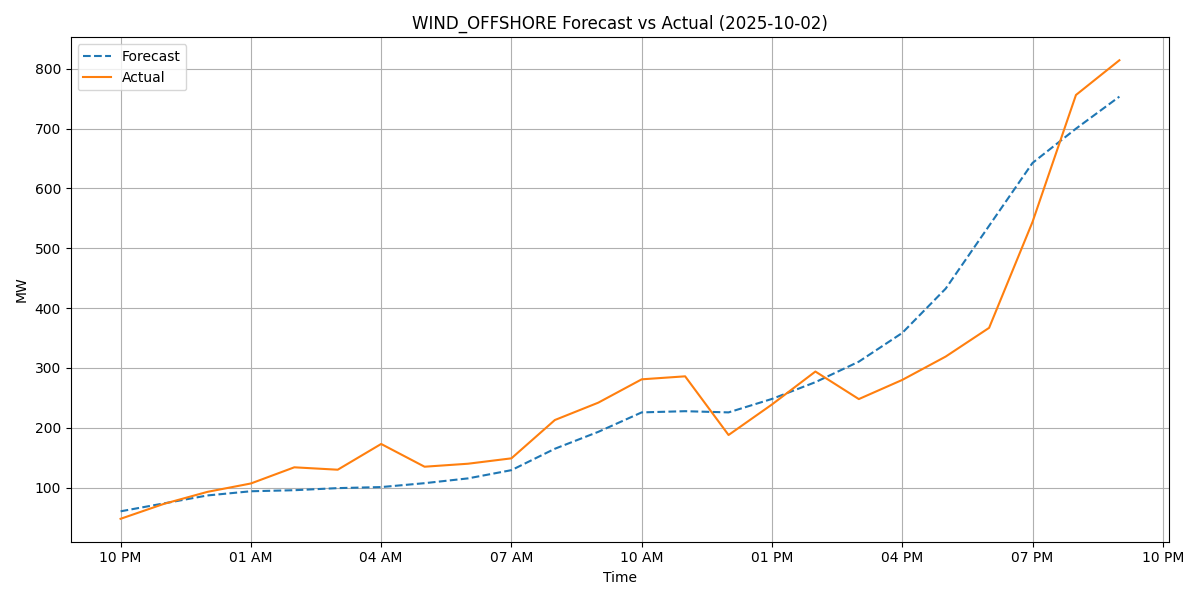 WIND_OFFSHORE Forecast vs Actual (2025-10-02)
Forecast
Actual
800
700
600
500
400
300
200
100
MW
10 PM 01 AM 04 AM 07 AM 10 AM 01 PM 04 PM 07 PM 10 PM
Time